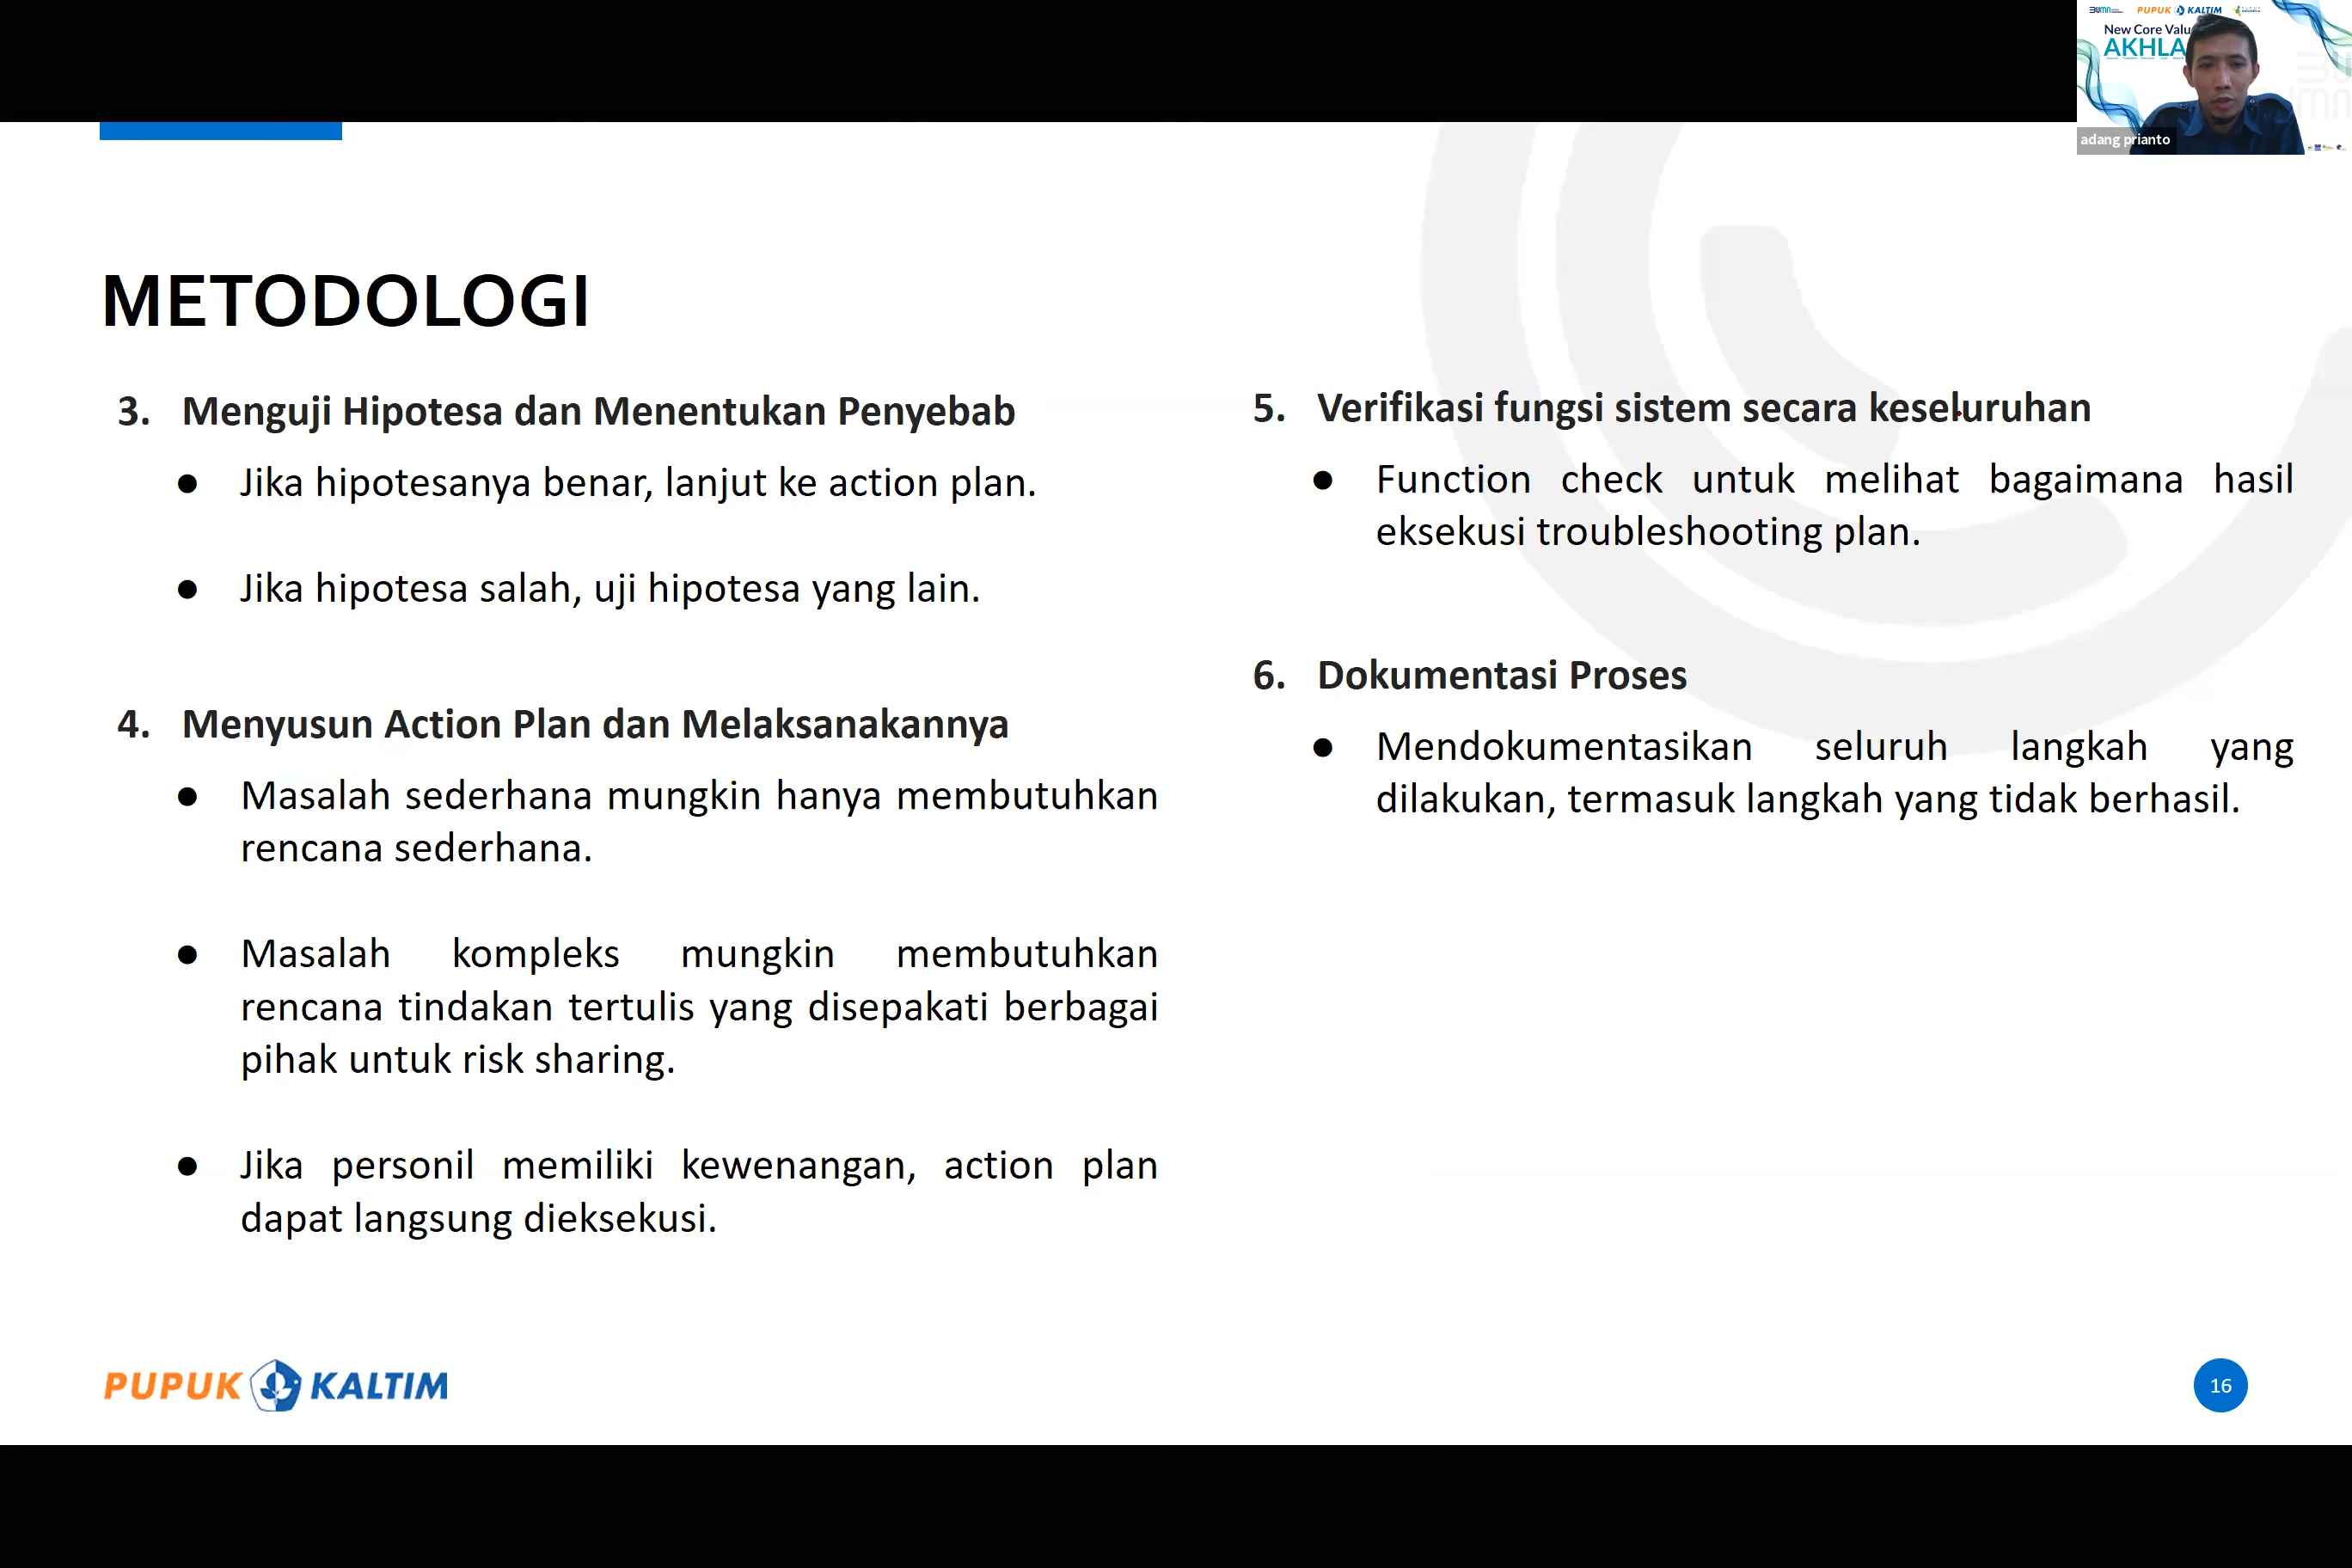 BUMN
PUPUK KALTIM
New Core Valu
AKHLA
adang prianto
METODOLOGI
3. Menguji Hipotesa dan Menentukan Penyebab
● Jika hipotesanya benar, lanjut ke action plan.
● Jika hipotesa salah, uji hipotesa yang lain.
4. Menyusun Action Plan dan Melaksanakannya
● Masalah sederhana mungkin hanya membutuhkan
rencana sederhana.
● Masalah kompleks mungkin membutuhkan
rencana tindakan tertulis yang disepakati berbagai
pihak untuk risk sharing.
● Jika personil memiliki kewenangan, action plan
dapat langsung dieksekusi.
5. Verifikasi fungsi sistem secara keseluruhan
● Function check untuk melihat bagaimana hasil
eksekusi troubleshooting plan.
6. Dokumentasi Proses
● Mendokumentasikan seluruh langkah yang
dilakukan, termasuk langkah yang tidak berhasil.
PUPUK KALTIM
16